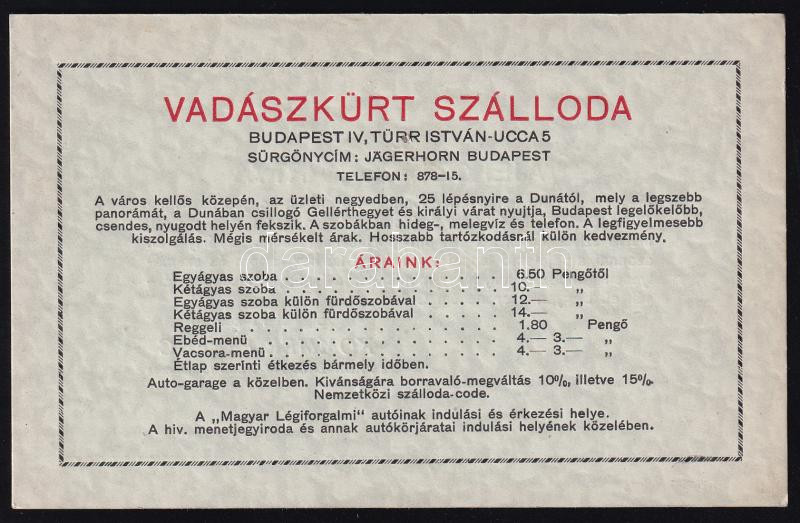 VADÁSZKÜRT SZÁLLODA
BUDAPEST IV, TÜRR ISTVÁN-UCCA 5
SÜRGÖNYCÍM: JÄGERHORN BUDAPEST
TELEFON: 878-15.
A város kellős közepén, az üzleti negyedben, 25 lépésnyire a Dunától, mely a legszebb
panorámát, a Dunában csillogó Gellérthegyet és királyi várat nyujtja, Budapest legelőkelőbb,
csendes, nyugodt helyén fekszik. A szobákban hideg-, melegvíz és telefon. A legfigyelmesebb
kiszolgálás. Mégis mérsékelt árak. Hosszabb tartózkodásnál külön kedvezmény.
ÁRAINK:
Egyágyas szoba . . . . . . . . . . . . 6.50 Pengőtől
Kétágyas szoba . . . . . . . . . . . . 10.— „
Egyágyas szoba külön fürdőszobával . . . . . 12.— „
Kétágyas szoba külön fürdőszobával . . . . . 14.— „
Reggeli . . . . . . . . . . . . . . . 1.80 Pengő
Ebéd-menü . . . . . . . . . . . . . 4.— 3.— „
Vacsora-menü . . . . . . . . . . . . 4.— 3.— „
Étlap szerinti étkezés bármely időben.
Auto-garage a közelben. Kivánságára borravaló-megváltás 10%, illetve 15%.
Nemzetközi szálloda-code.
A „Magyar Légiforgalmi" autóinak indulási és érkezési helye.
A hiv. menetjegyiroda és annak autókörjáratai indulási helyének közelében.
darabanth